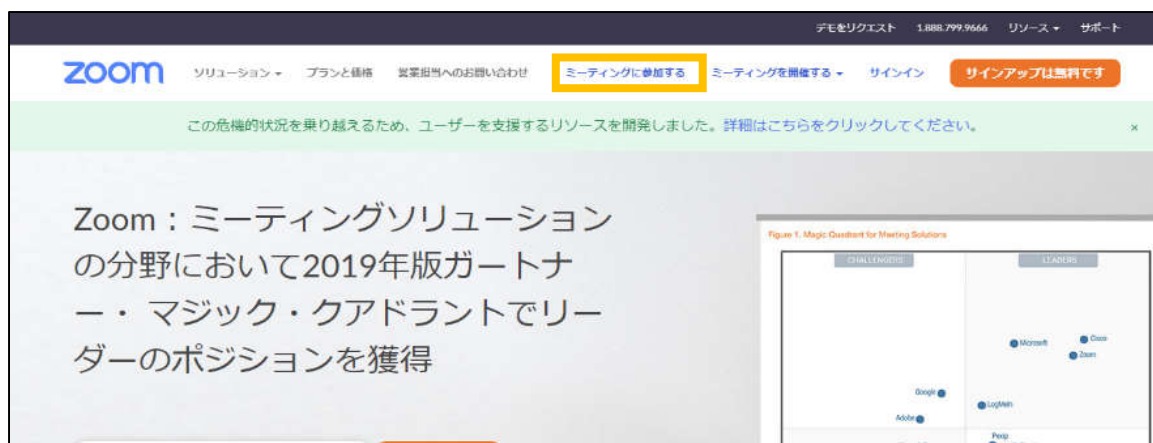 デモをリクエスト 1.888.799.9666 リソース サポート
zoom ソリューション プランと価格 営業担当へのお問い合わせ ミーティングに参加する ミーティングを開催する サインイン サインアップは無料です
この危機的状況を乗り越えるため、ユーザーを支援するリソースを開発しました。詳細はこちらをクリックしてください。 ×
Zoom：ミーティングソリューション
の分野において2019年版ガートナ
ー・ マジック・クアドラントでリー
ダーのポジションを獲得
Figure 1. Magic Quadrant for Meeting Solutions
CHALLENGERS LEADERS
Microsoft Cisco
Zoom
Google
LogMeIn
Adobe
Pexip